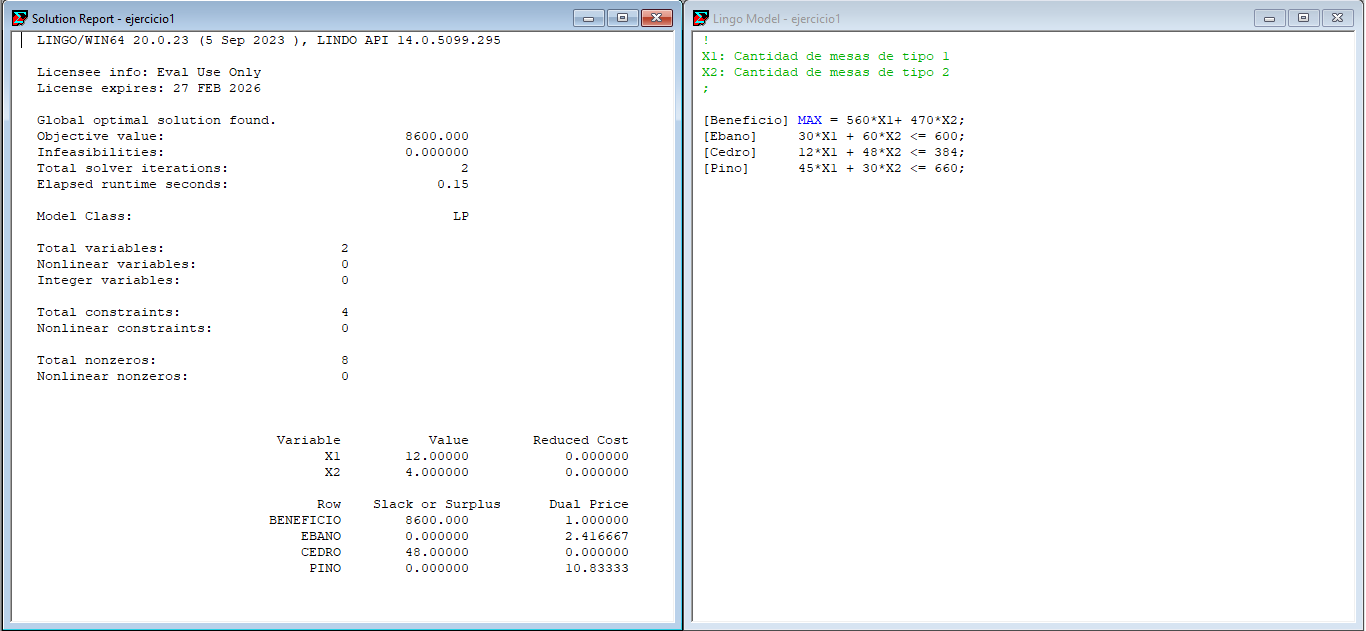 Solution Report - ejercicio1
LINGO/WIN64 20.0.23 (5 Sep 2023 ), LINDO API 14.0.5099.295
Licensee info: Eval Use Only
License expires: 27 FEB 2026
Global optimal solution found.
Objective value: 8600.000
Infeasibilities: 0.000000
Total solver iterations: 2
Elapsed runtime seconds: 0.15
Model Class: LP
Total variables: 2
Nonlinear variables: 0
Integer variables: 0
Total constraints: 4
Nonlinear constraints: 0
Total nonzeros: 8
Nonlinear nonzeros: 0
Variable Value Reduced Cost
X1 12.00000 0.000000
X2 4.000000 0.000000
Row Slack or Surplus Dual Price
BENEFICIO 8600.000 1.000000
EBANO 0.000000 2.416667
CEDRO 48.00000 0.000000
PINO 0.000000 10.83333
Lingo Model - ejercicio1
!
X1: Cantidad de mesas de tipo 1
X2: Cantidad de mesas de tipo 2
;
[Beneficio] MAX = 560*X1+ 470*X2;
[Ebano] 30*X1 + 60*X2 <= 600;
[Cedro] 12*X1 + 48*X2 <= 384;
[Pino] 45*X1 + 30*X2 <= 660;